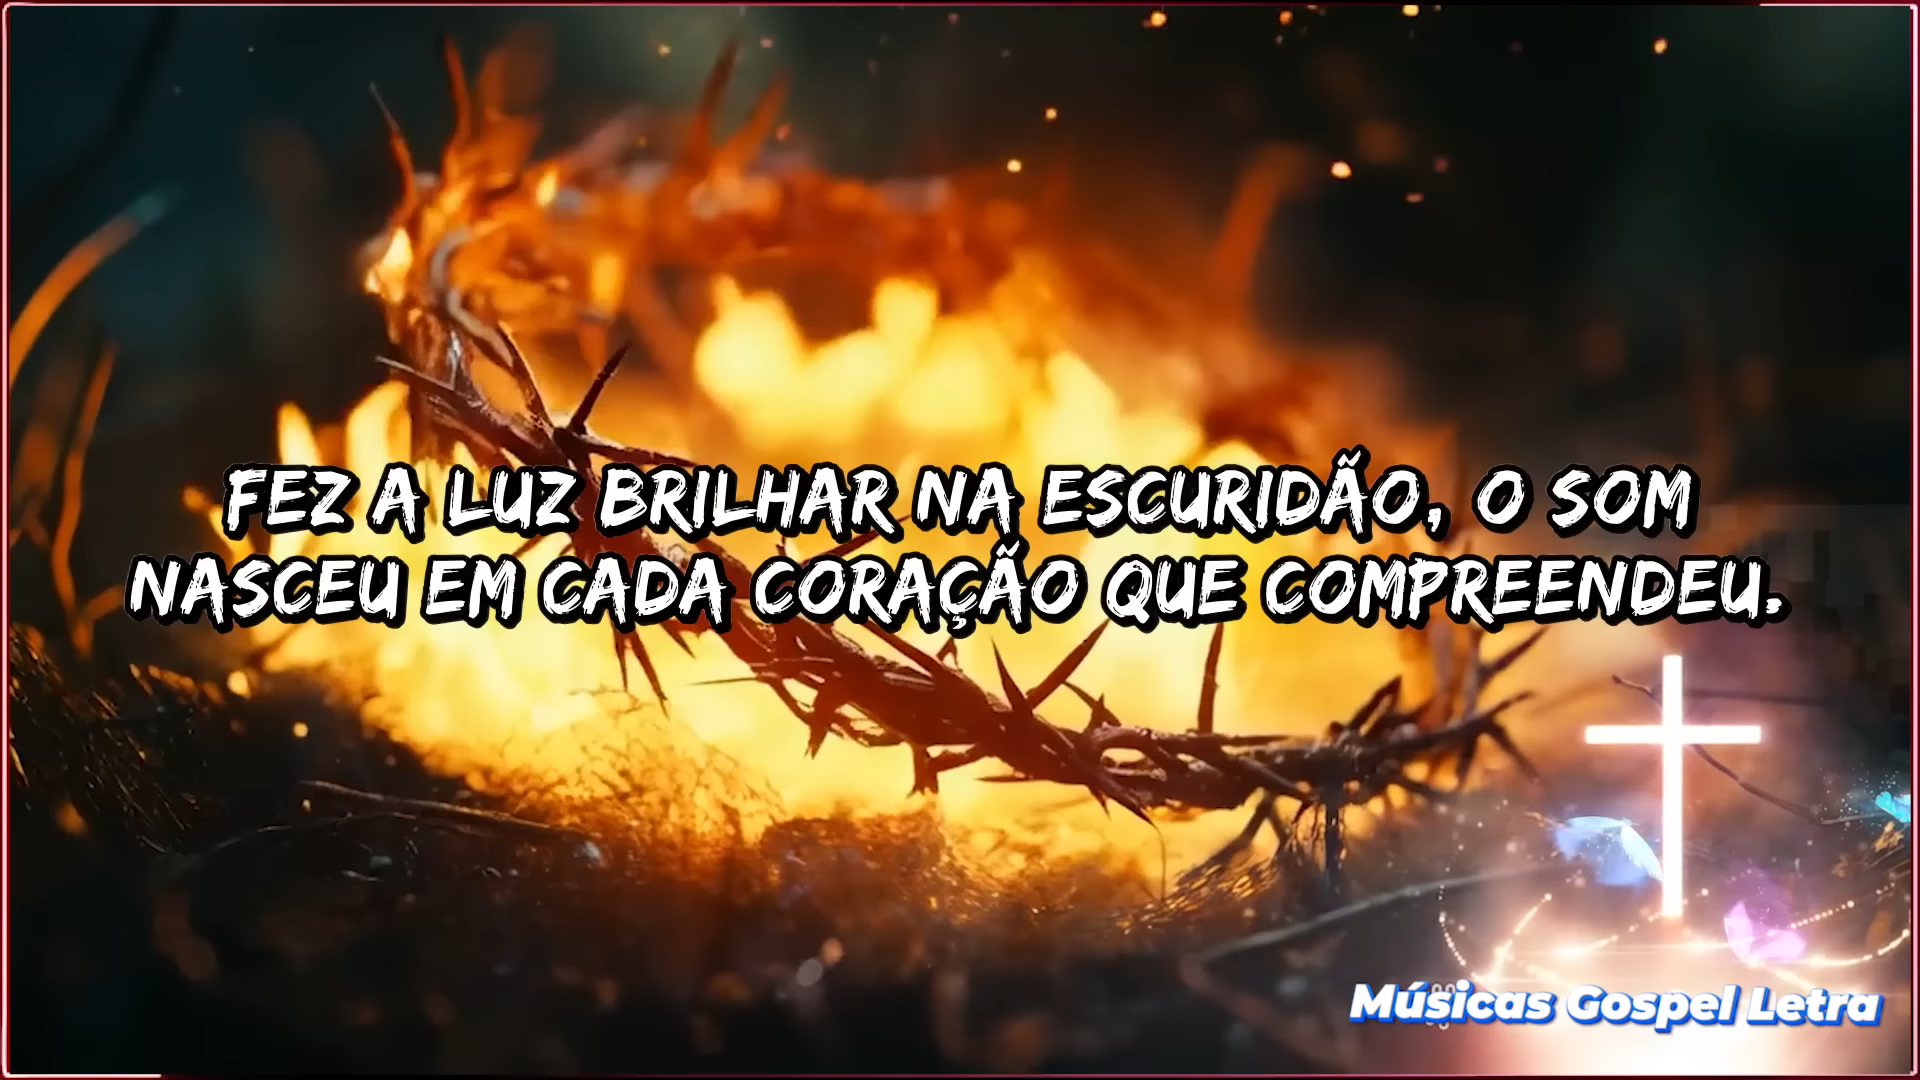 FEZ A LUZ BRILHAR NA ESCURIDÃO, O SOM
NASCEU EM CADA CORAÇÃO QUE COMPREENDEU.
Músicas Gospel Letra